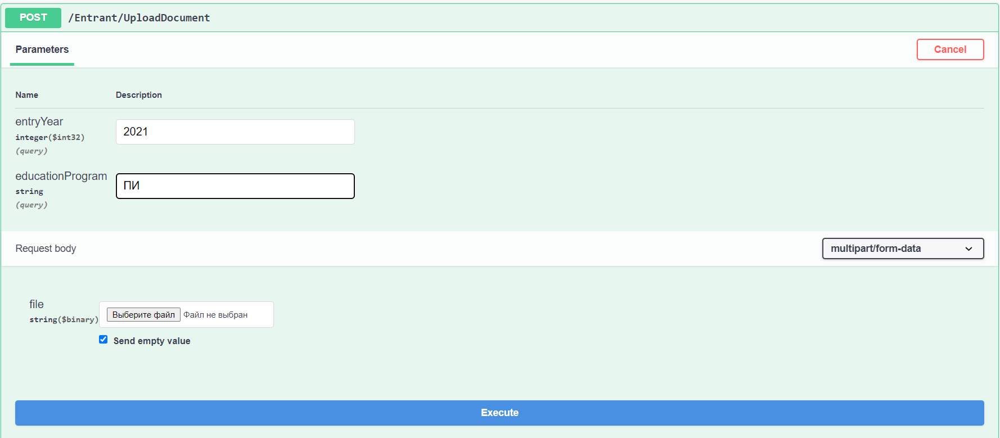 POST /Entrant/UploadDocument
Parameters
Cancel
Name Description
entryYear
integer($int32)
(query)
2021
educationProgram
string
(query)
ПИ
Request body
multipart/form-data
file
string($binary)
Выберите файл Файл не выбран
Send empty value
Execute